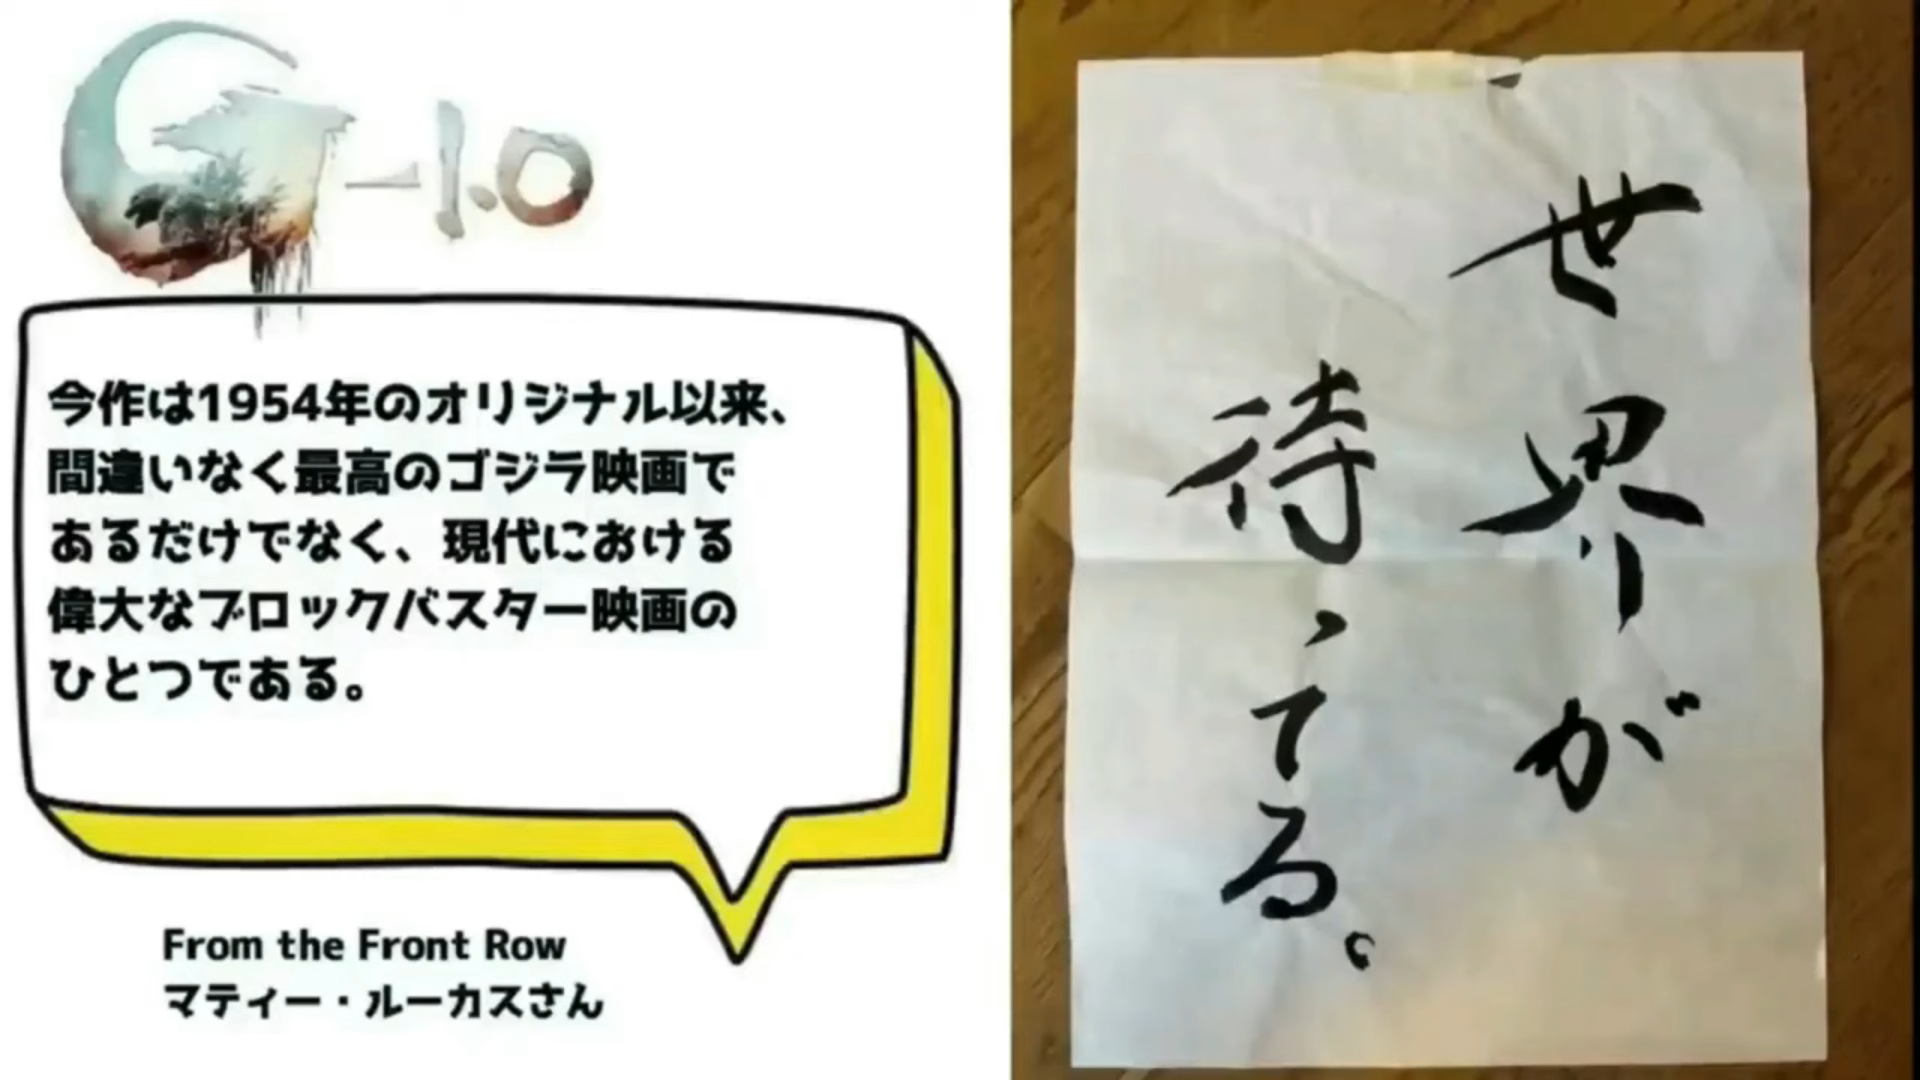 G-1.0
今作は1954年のオリジナル以来、
間違いなく最高のゴジラ映画で
あるだけでなく、現代における
偉大なブロックバスター映画の
ひとつである。
From the Front Row
マティー・ルーカスさん
世界が
待ってる。